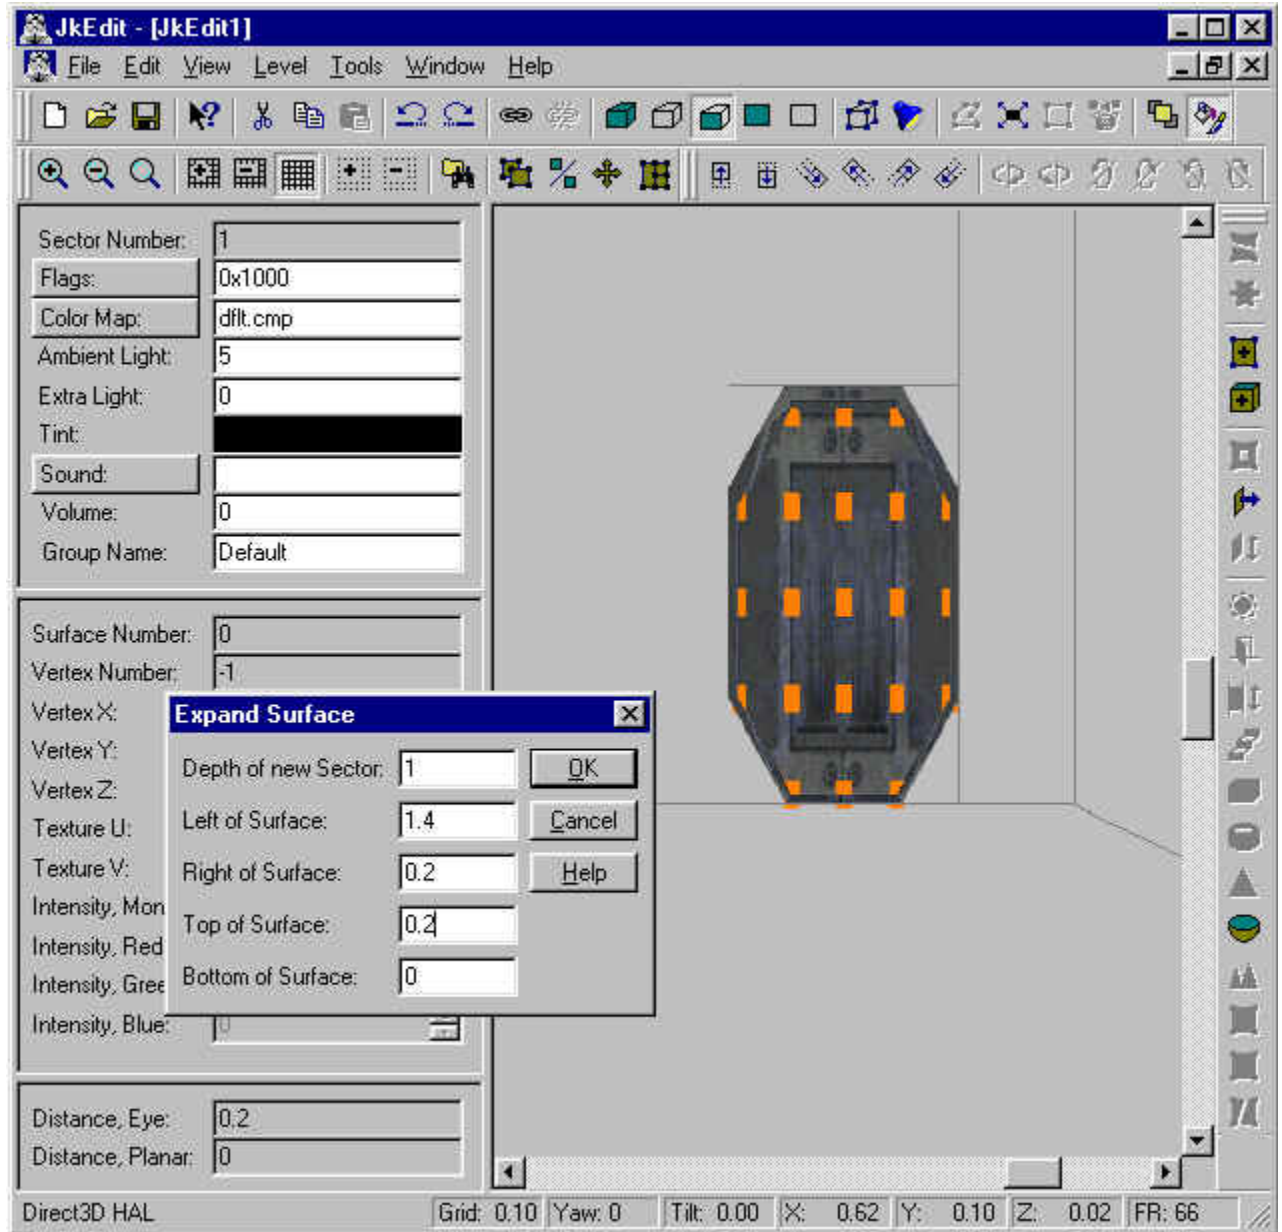 JkEdit - [JkEdit1]
File Edit View Level Tools Window Help
Sector Number: 1
Flags: 0x1000
Color Map: dflt.cmp
Ambient Light: 5
Extra Light: 0
Tint:
Sound:
Volume: 0
Group Name: Default
Surface Number: 0
Vertex Number: -1
Vertex X:
Vertex Y:
Vertex Z:
Texture U:
Texture V:
Intensity, Mon
Intensity, Red
Intensity, Gree
Intensity, Blue: 0
Expand Surface
Depth of new Sector: 1 OK
Left of Surface: 1.4 Cancel
Right of Surface: 0.2 Help
Top of Surface: 0.2
Bottom of Surface: 0
Distance, Eye: 0.2
Distance, Planar: 0
Direct3D HAL Grid: 0.10 Yaw: 0 Tilt: 0.00 X: 0.62 Y: 0.10 Z: 0.02 FR: 66